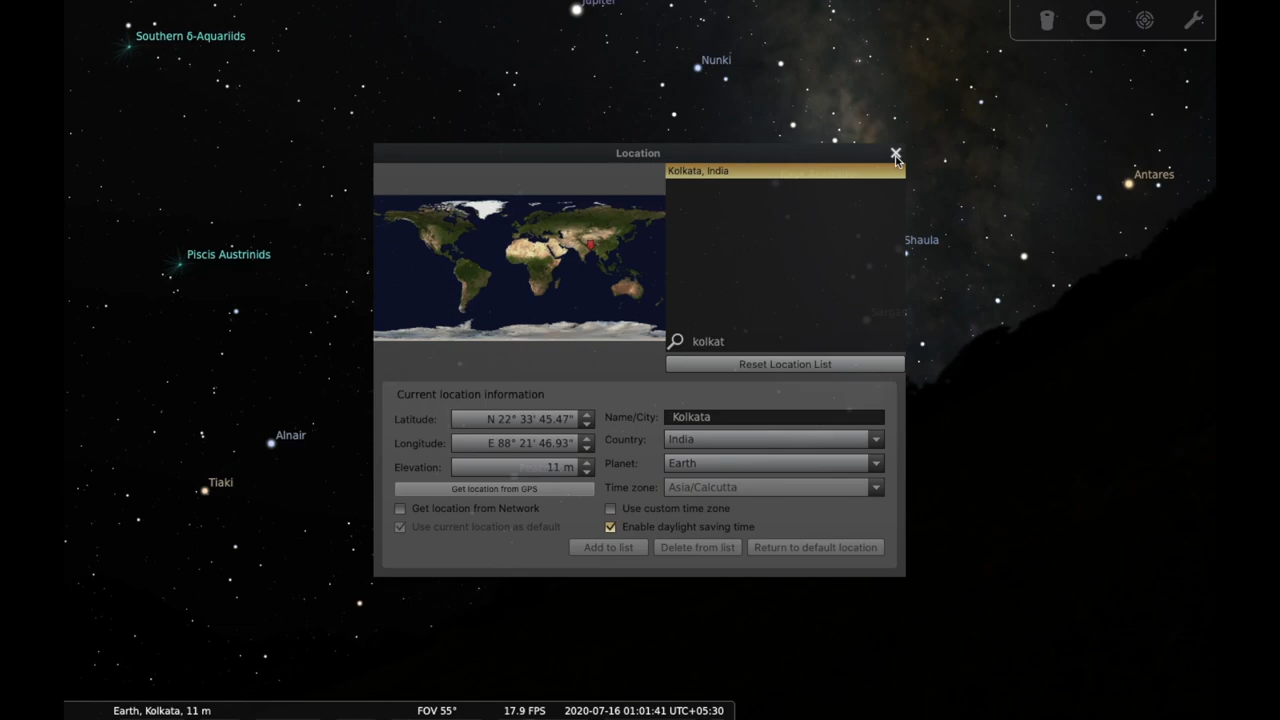 Jupiter
Southern δ-Aquariids
Nunki
Location
Kolkata, India
Antares
Shaula
Piscis Austrinids
kolkat
Reset Location List
Current location information
Latitude: N 22° 33' 45.47" Name/City: Kolkata
Longitude: E 88° 21' 46.93" Country: India
Elevation: 11 m Planet: Earth
Get location from GPS Time zone: Asia/Calcutta
Get location from Network Use custom time zone
Use current location as default Enable daylight saving time
Add to list Delete from list Return to default location
Alnair
Tiaki
Earth, Kolkata, 11 m FOV 55° 17.9 FPS 2020-07-16 01:01:41 UTC+05:30